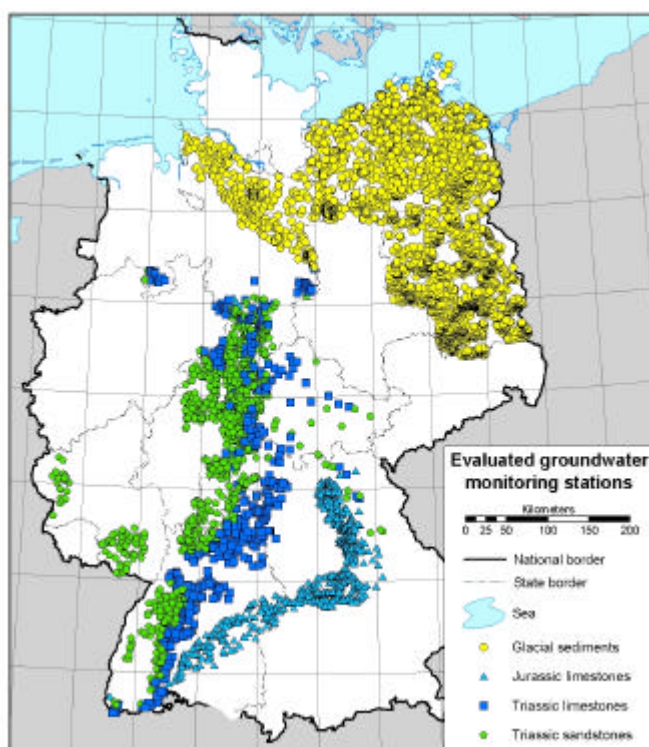 Evaluated groundwater
monitoring stations
Kilometers
0 25 50 100 150 200
National border
State border
Sea
Glacial sediments
Jurassic limestones
Triassic limestones
Triassic sandstones